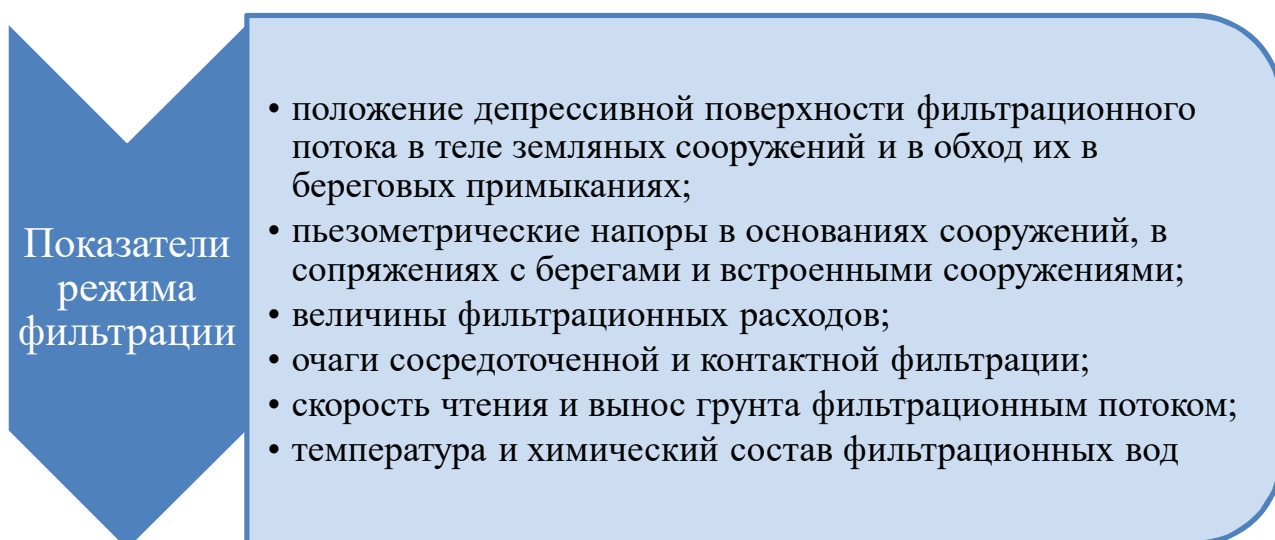 Показатели
режима
фильтрации
• положение депрессивной поверхности фильтрационного
потока в теле земляных сооружений и в обход их в
береговых примыканиях;
• пьезометрические напоры в основаниях сооружений, в
сопряжениях с берегами и встроенными сооружениями;
• величины фильтрационных расходов;
• очаги сосредоточенной и контактной фильтрации;
• скорость чтения и вынос грунта фильтрационным потоком;
• температура и химический состав фильтрационных вод